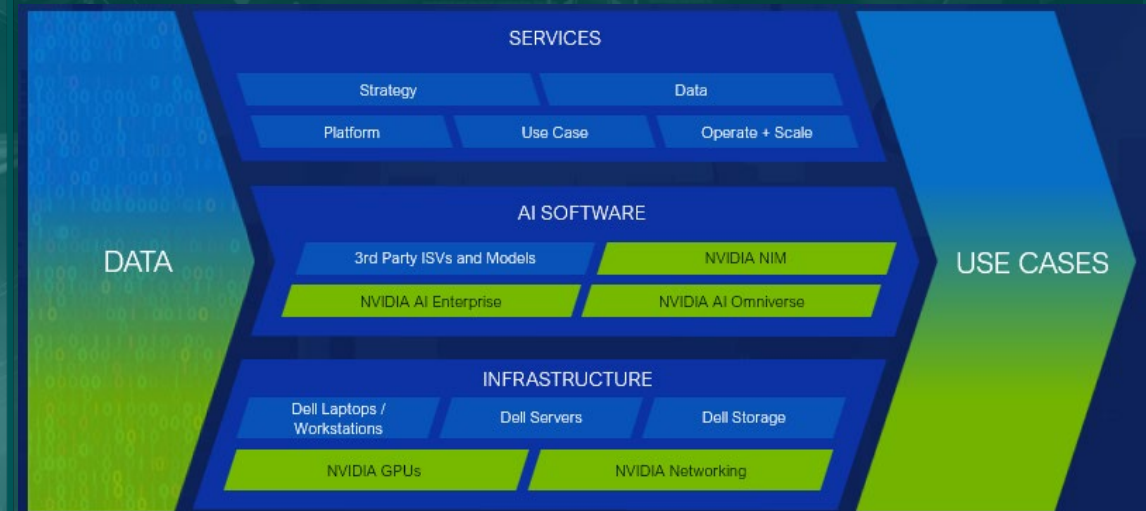 SERVICES
Strategy
Data
Platform
Use Case
Operate + Scale
DATA
AI SOFTWARE
3rd Party ISVs and Models
NVIDIA NIM
NVIDIA AI Enterprise
NVIDIA AI Omniverse
USE CASES
INFRASTRUCTURE
Dell Laptops /
Workstations
Dell Servers
Dell Storage
NVIDIA GPUs
NVIDIA Networking